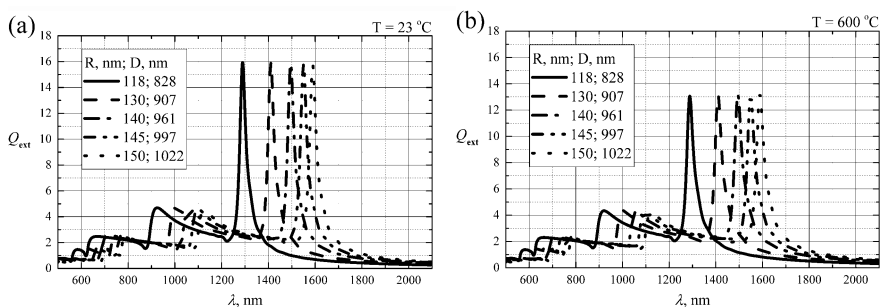 (a)
T = 23 °C
R, nm; D, nm
118; 828
130; 907
140; 961
145; 997
150; 1022
Q_ext
18
16
14
12
10
8
6
4
2
0
600 800 1000 1200 1400 1600 1800 2000
λ, nm
(b)
T = 600 °C
R, nm; D, nm
118; 828
130; 907
140; 961
145; 997
150; 1022
Q_ext
18
16
14
12
10
8
6
4
2
0
600 800 1000 1200 1400 1600 1800 2000
λ, nm